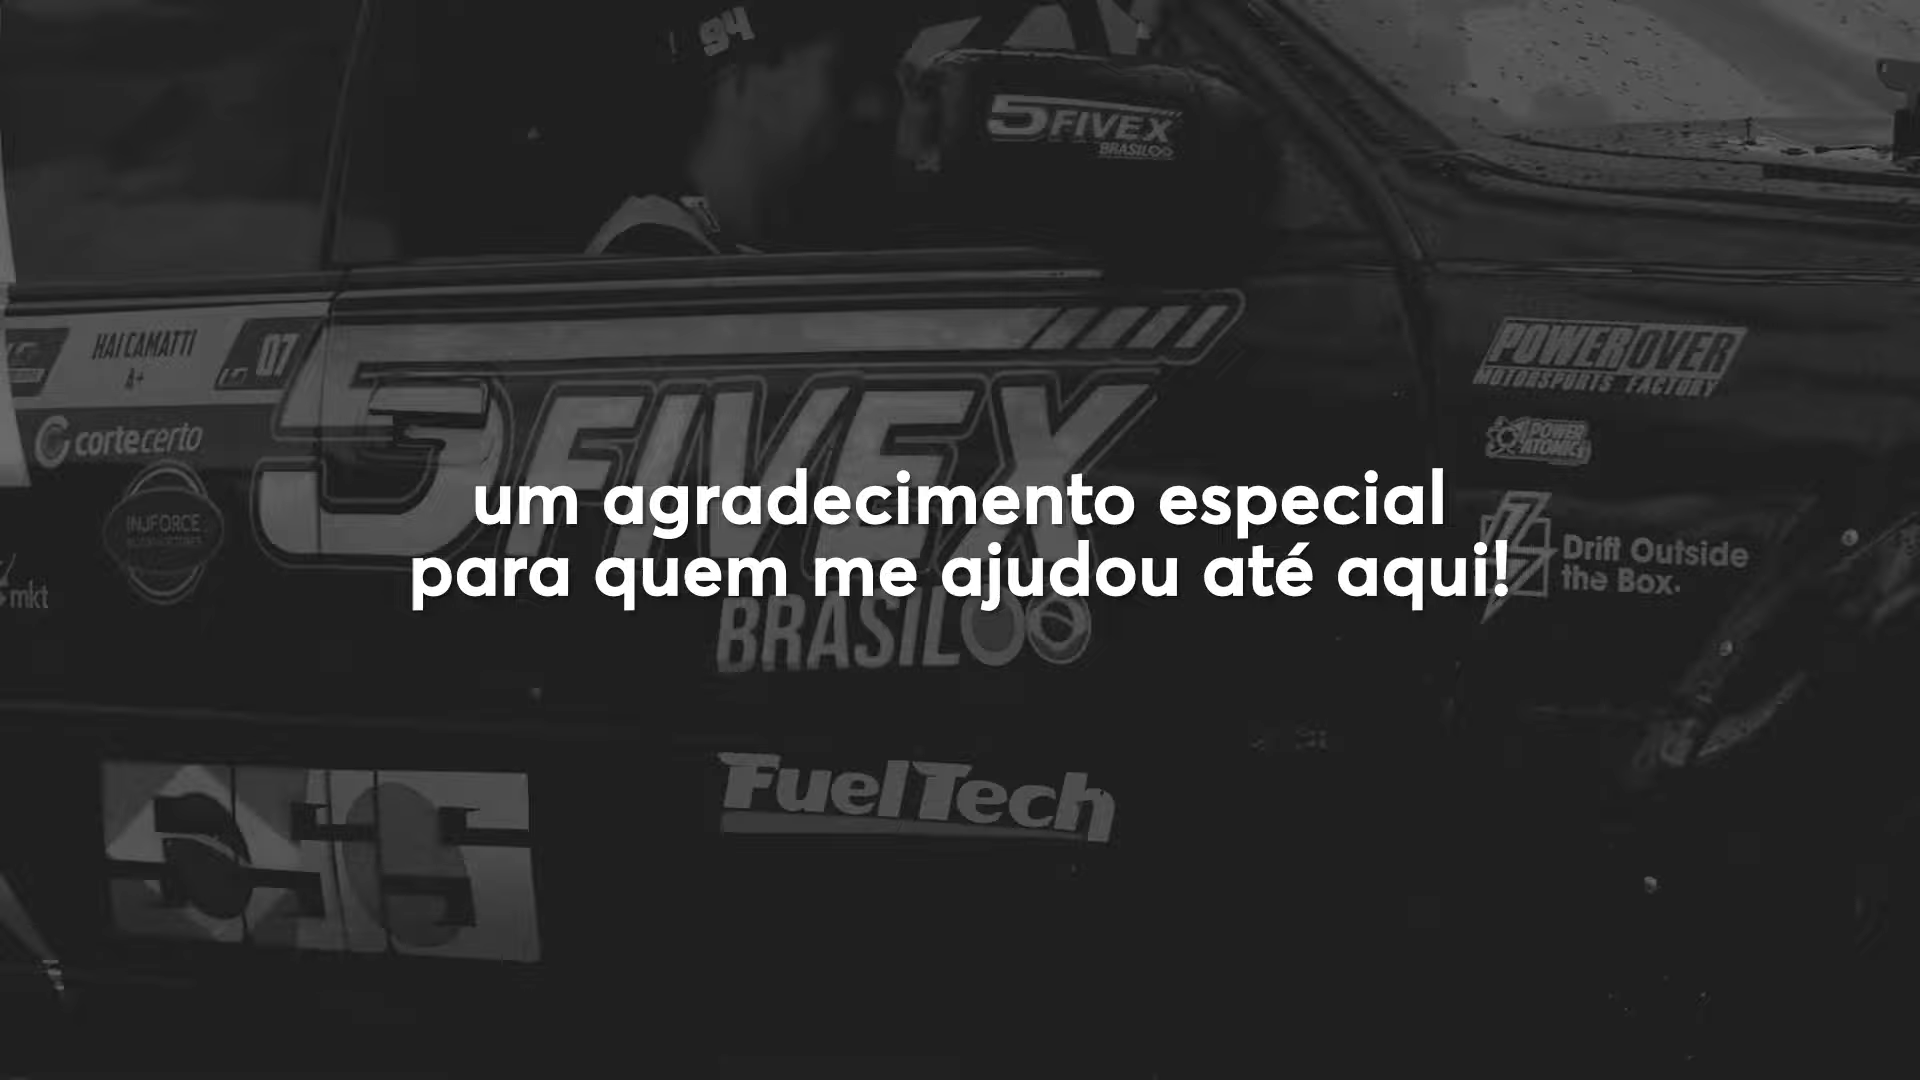 94
5FIVEX
BRASIL
HAI CAMATTI
A+
07
POWEROVER
MOTORSPORTS FACTORY
cortecerto
5FIVEX
POWER
ATOMIC
um agradecimento especial
para quem me ajudou até aqui!
INJFORCE
Drift Outside
the Box.
mkt
BRASIL
FuelTech